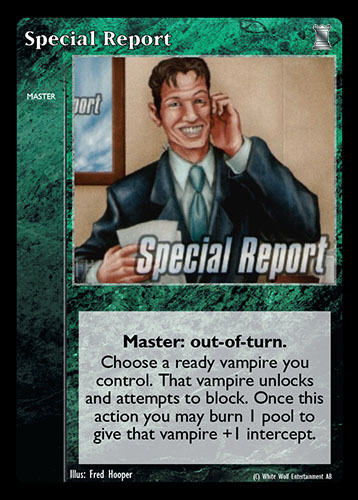 Special Report
MASTER
port
Special Report
Master: out-of-turn.
Choose a ready vampire you
control. That vampire unlocks
and attempts to block. Once this
action you may burn 1 pool to
give that vampire +1 intercept.
Illus: Fred Hooper
(C) White Wolf Entertainment AB